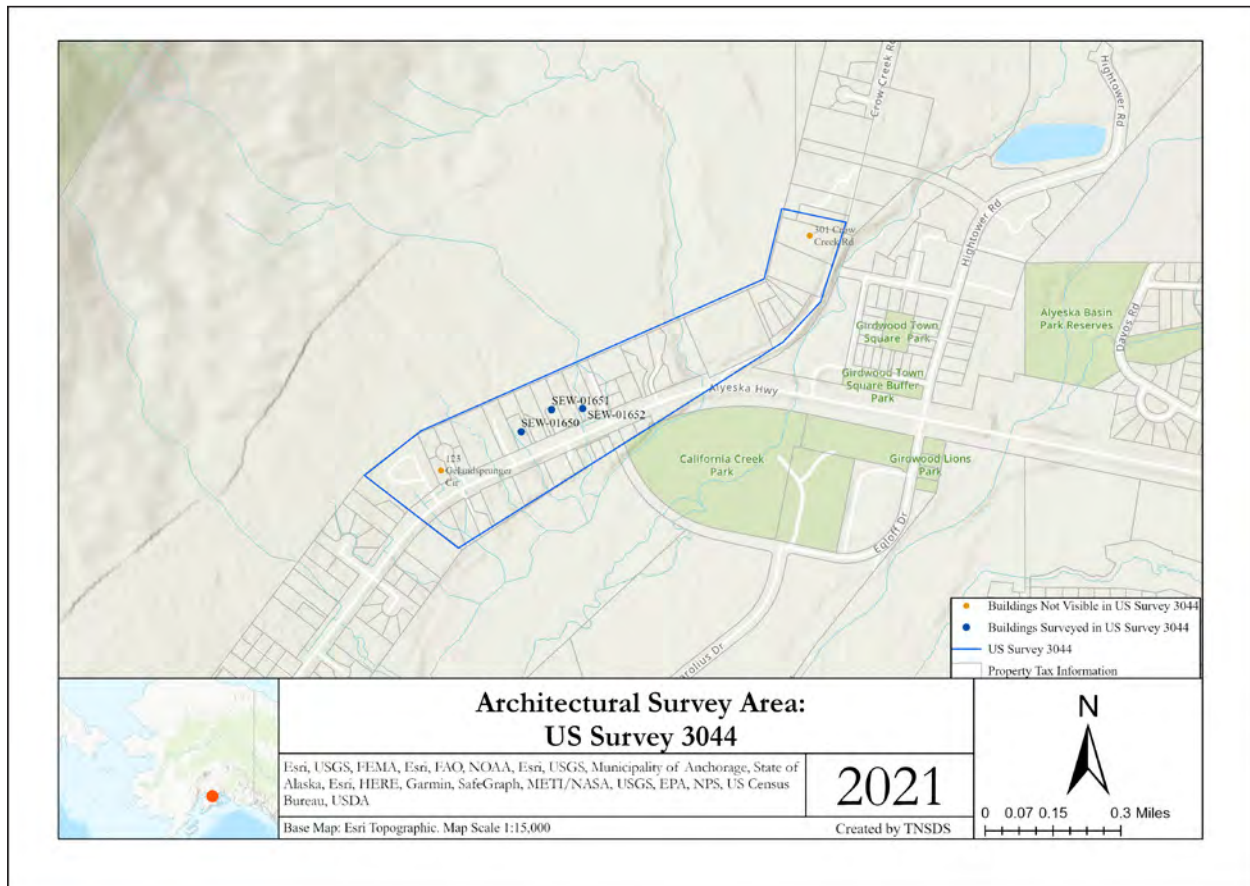 Crow Creek Rd
Hightower Rd
301 Crow
Creek Rd
Hightower Rd
Girdwood Town
Square Park
Alyeska Basin
Park Reserves
Davos Rd
Girdwood Town
Square Buffer
Park
Alyeska Hwy
SEW-01651
SEW-01652
SEW-01650
123
Gelandsprunger
Cir
California Creek
Park
Girdwood Lions
Park
Egloff Dr
arolius Dr
Buildings Not Visible in US Survey 3044
Buildings Surveyed in US Survey 3044
US Survey 3044
Property Tax Information
Architectural Survey Area:
US Survey 3044
Esri, USGS, FEMA, Esri, FAO, NOAA, Esri, USGS, Municipality of Anchorage, State of
Alaska, Esri, HERE, Garmin, SafeGraph, METI/NASA, USGS, EPA, NPS, US Census
Bureau, USDA
Base Map: Esri Topographic. Map Scale 1:15,000
2021
Created by TNSDS
N
0 0.07 0.15 0.3 Miles